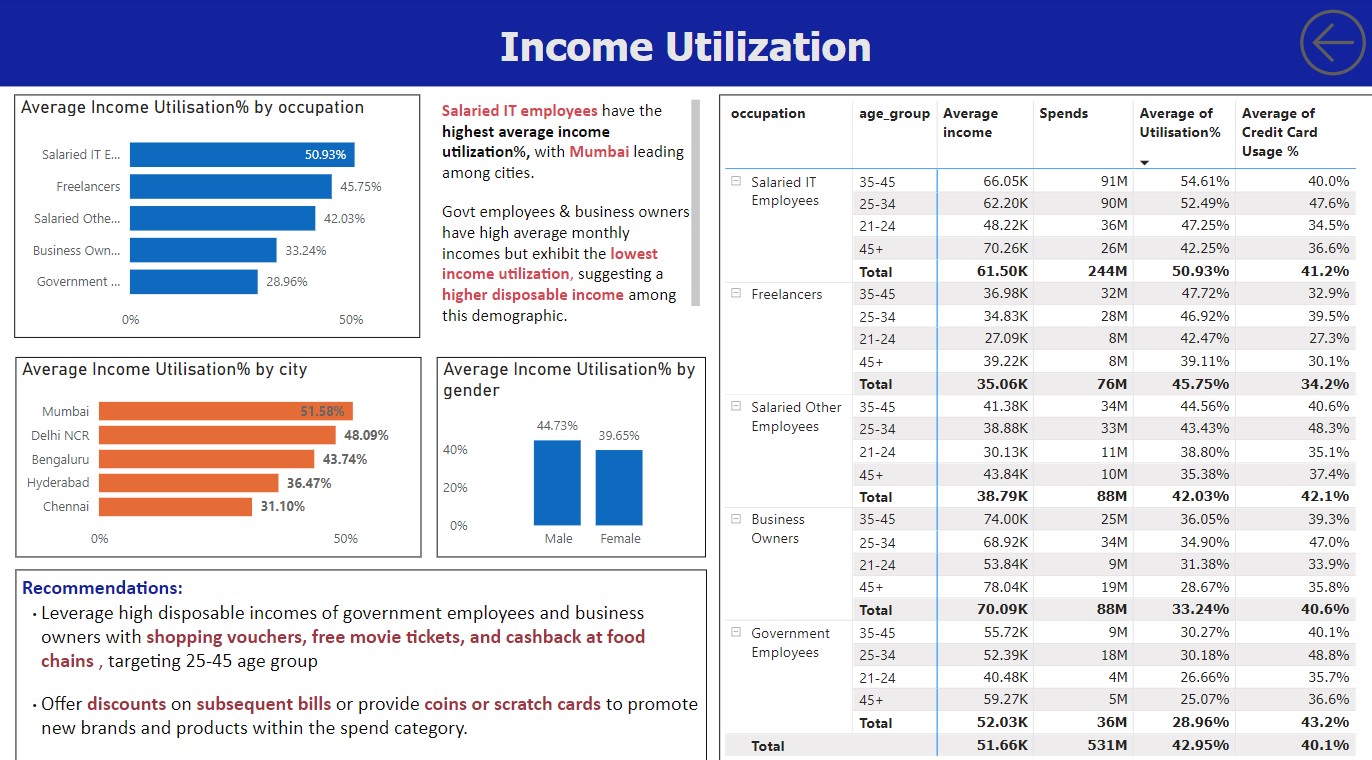 Income Utilization
Average Income Utilisation% by occupation
Salaried IT E... 50.93%
Freelancers 45.75%
Salaried Othe... 42.03%
Business Own... 33.24%
Government ... 28.96%
0% 50%
Salaried IT employees have the
highest average income
utilization%, with Mumbai leading
among cities.
Govt employees & business owners
have high average monthly
incomes but exhibit the lowest
income utilization, suggesting a
higher disposable income among
this demographic.
Average Income Utilisation% by city
Mumbai 51.58%
Delhi NCR 48.09%
Bengaluru 43.74%
Hyderabad 36.47%
Chennai 31.10%
0% 50%
Average Income Utilisation% by
gender
44.73% 39.65%
40%
20%
0%
Male Female
Recommendations:
· Leverage high disposable incomes of government employees and business
owners with shopping vouchers, free movie tickets, and cashback at food
chains , targeting 25-45 age group
· Offer discounts on subsequent bills or provide coins or scratch cards to promote
new brands and products within the spend category.
occupation age_group Average Spends Average of Average of
income Utilisation% Credit Card
Usage %
Salaried IT 35-45 66.05K 91M 54.61% 40.0%
Employees 25-34 62.20K 90M 52.49% 47.6%
21-24 48.22K 36M 47.25% 34.5%
45+ 70.26K 26M 42.25% 36.6%
Total 61.50K 244M 50.93% 41.2%
Freelancers 35-45 36.98K 32M 47.72% 32.9%
25-34 34.83K 28M 46.92% 39.5%
21-24 27.09K 8M 42.47% 27.3%
45+ 39.22K 8M 39.11% 30.1%
Total 35.06K 76M 45.75% 34.2%
Salaried Other 35-45 41.38K 34M 44.56% 40.6%
Employees 25-34 38.88K 33M 43.43% 48.3%
21-24 30.13K 11M 38.80% 35.1%
45+ 43.84K 10M 35.38% 37.4%
Total 38.79K 88M 42.03% 42.1%
Business 35-45 74.00K 25M 36.05% 39.3%
Owners 25-34 68.92K 34M 34.90% 47.0%
21-24 53.84K 9M 31.38% 33.9%
45+ 78.04K 19M 28.67% 35.8%
Total 70.09K 88M 33.24% 40.6%
Government 35-45 55.72K 9M 30.27% 40.1%
Employees 25-34 52.39K 18M 30.18% 48.8%
21-24 40.48K 4M 26.66% 35.7%
45+ 59.27K 5M 25.07% 36.6%
Total 52.03K 36M 28.96% 43.2%
Total 51.66K 531M 42.95% 40.1%